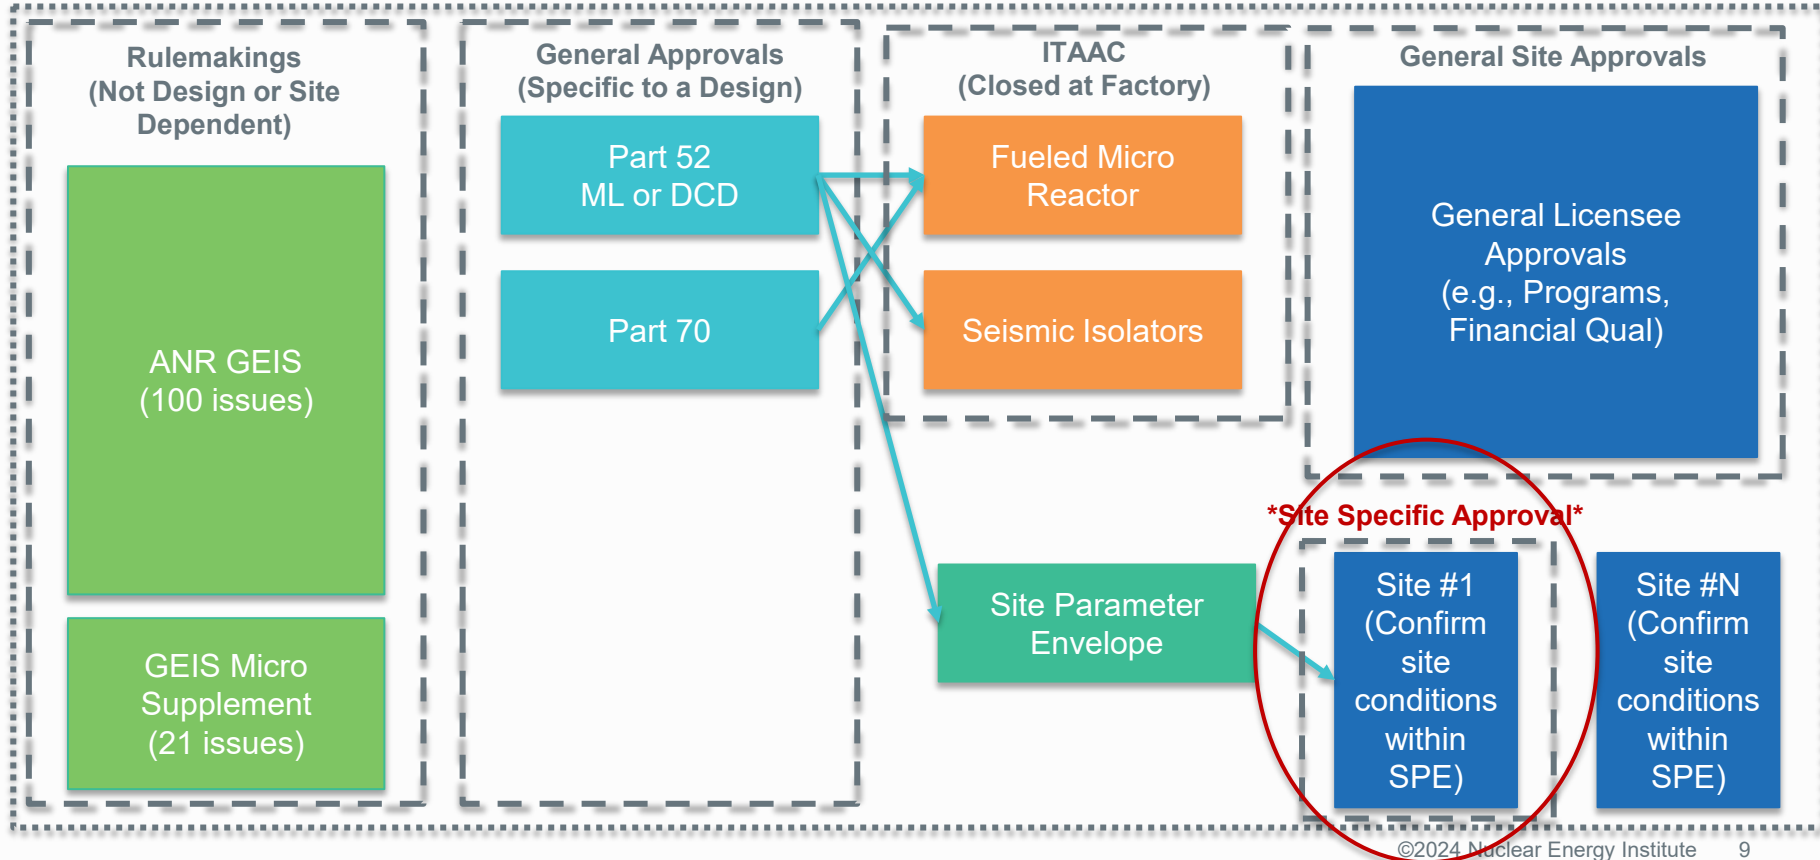 Rulemakings
(Not Design or Site
Dependent)
ANR GEIS
(100 issues)
GEIS Micro
Supplement
(21 issues)
General Approvals
(Specific to a Design)
Part 52
ML or DCD
Part 70
ITAAC
(Closed at Factory)
Fueled Micro
Reactor
Seismic Isolators
Site Parameter
Envelope
General Site Approvals
General Licensee
Approvals
(e.g., Programs,
Financial Qual)
*Site Specific Approval*
Site #1
(Confirm
site
conditions
within
SPE)
Site #N
(Confirm
site
conditions
within
SPE)
©2024 Nuclear Energy Institute 9